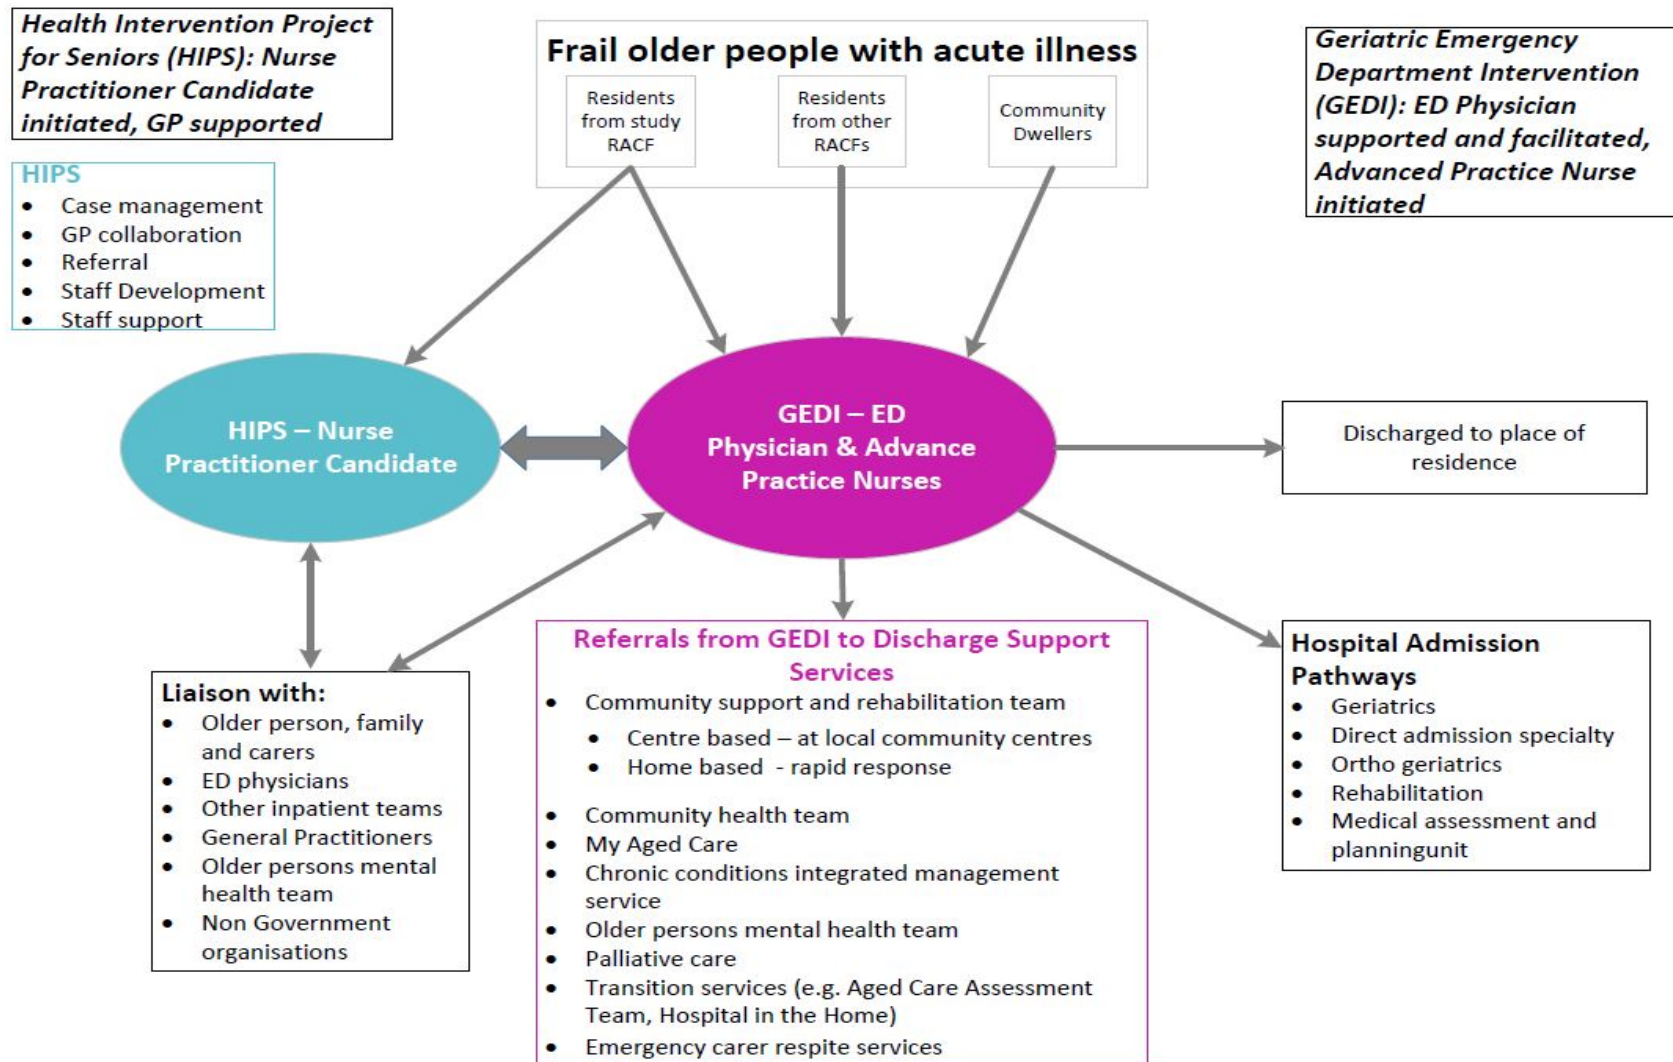 Health Intervention Project
for Seniors (HIPS): Nurse
Practitioner Candidate
initiated, GP supported
Frail older people with acute illness
Residents
from study
RACF
Residents
from other
RACFs
Community
Dwellers
Geriatric Emergency
Department Intervention
(GEDI): ED Physician
supported and facilitated,
Advanced Practice Nurse
initiated
HIPS
• Case management
• GP collaboration
• Referral
• Staff Development
• Staff support
HIPS – Nurse
Practitioner Candidate
GEDI – ED
Physician & Advance
Practice Nurses
Discharged to place of
residence
Liaison with:
• Older person, family
and carers
• ED physicians
• Other inpatient teams
• General Practitioners
• Older persons mental
health team
• Non Government
organisations
Referrals from GEDI to Discharge Support
Services
• Community support and rehabilitation team
• Centre based – at local community centres
• Home based - rapid response
• Community health team
• My Aged Care
• Chronic conditions integrated management
service
• Older persons mental health team
• Palliative care
• Transition services (e.g. Aged Care Assessment
Team, Hospital in the Home)
• Emergency carer respite services
Hospital Admission
Pathways
• Geriatrics
• Direct admission specialty
• Ortho geriatrics
• Rehabilitation
• Medical assessment and
planningunit